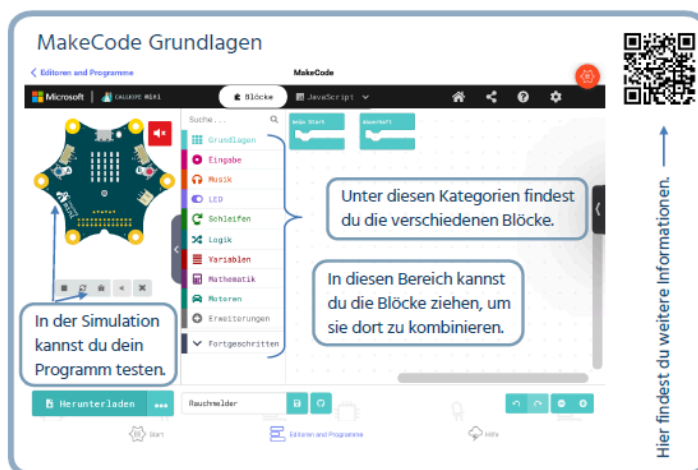 MakeCode Grundlagen
Editoren und Programme
MakeCode
Microsoft
CALLIOPE MINI
Blöcke
JavaScript
Suche...
Grundlagen
Eingabe
Musik
LED
Schleifen
Logik
Variablen
Mathematik
Motoren
Erweiterungen
Fortgeschritten
beim Start
dauerhaft
Unter diesen Kategorien findest
du die verschiedenen Blöcke.
In diesen Bereich kannst
du die Blöcke ziehen, um
sie dort zu kombinieren.
In der Simulation
kannst du dein
Programm testen.
Herunterladen
Rauchmelder
Start
Editoren und Programme
Hilfe
Hier findest du weitere Informationen.